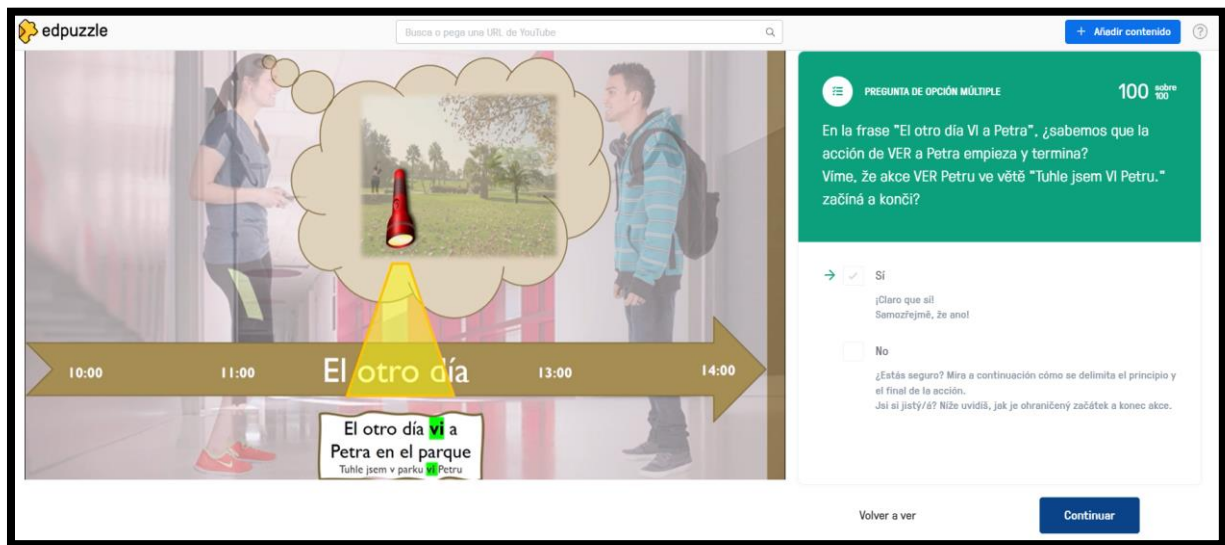 edpuzzle
Busca o pega una URL de YouTube
+ Añadir contenido
?
PREGUNTA DE OPCIÓN MÚLTIPLE
100 sobre 100
En la frase "El otro día VI a Petra", ¿sabemos que la
acción de VER a Petra empieza y termina?
Víme, že akce VER Petru ve větě "Tuhle jsem VI Petru."
začíná a konči?
→ Sí
¡Claro que sí!
Samozřejmě, že ano!
No
¿Estás seguro? Mira a continuación cómo se delimita el principio y
el final de la acción.
Jsi si jistý/á? Níže uvidíš, jak je ohraničený začátek a konec akce.
10:00 11:00 El otro día 13:00 14:00
El otro día vi a
Petra en el parque
Tuhle jsem v parku vi Petru
Volver a ver
Continuar